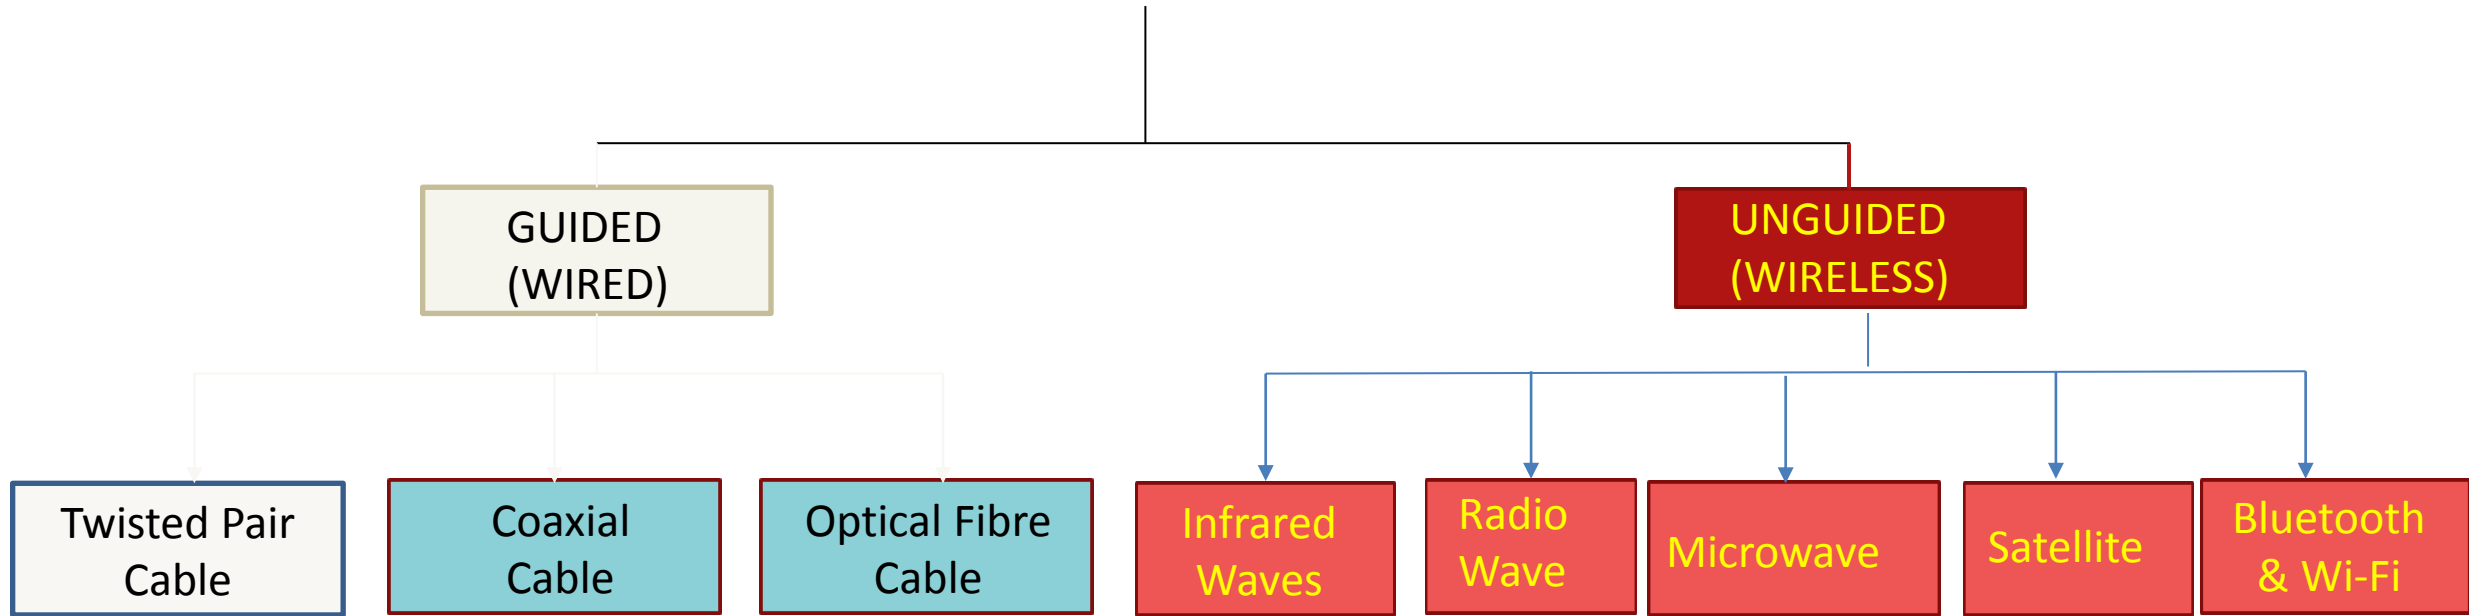 GUIDED
(WIRED)
UNGUIDED
(WIRELESS)
Twisted Pair
Cable
Coaxial
Cable
Optical Fibre
Cable
Infrared
Waves
Radio
Wave
Microwave
Satellite
Bluetooth
& Wi-Fi